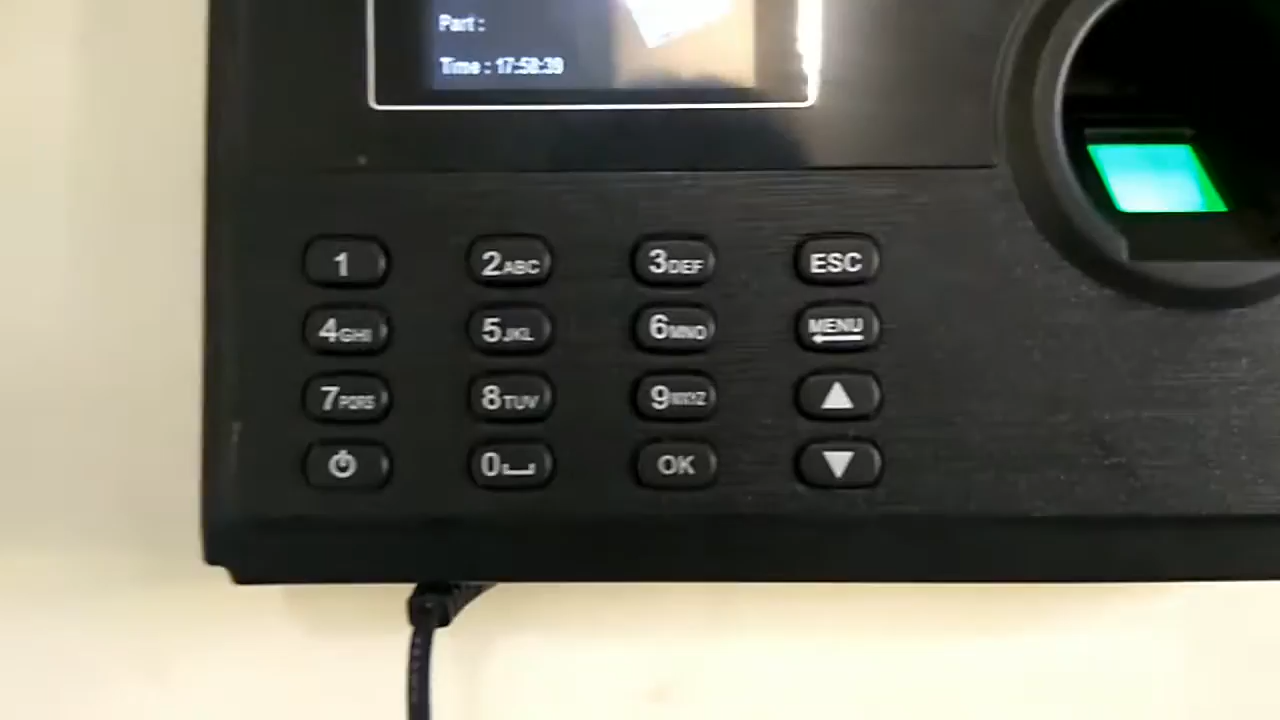 Part :
Time : 17:58:39
1 2ABC 3DEF ESC
4GHI 5JKL 6MNO MENU
7PQRS 8TUV 9WXYZ
0 OK